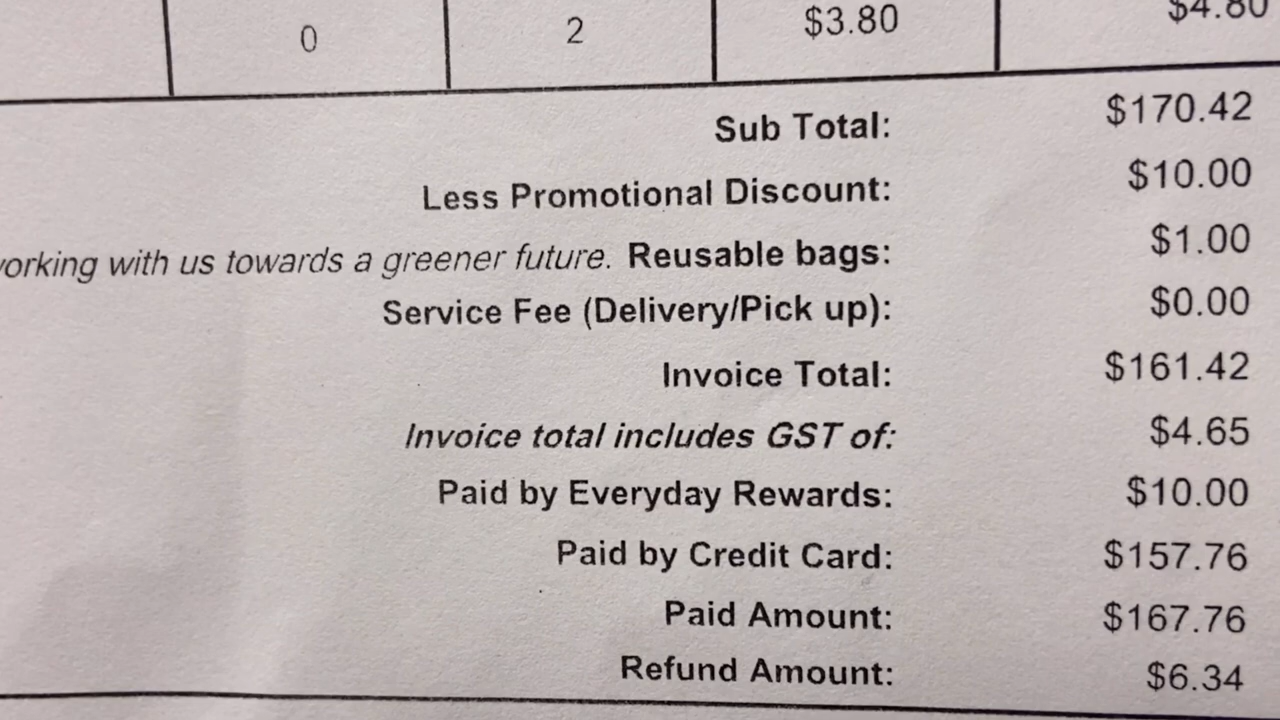 0 2 $3.80 $4.80
Sub Total: $170.42
Less Promotional Discount: $10.00
working with us towards a greener future. Reusable bags: $1.00
Service Fee (Delivery/Pick up): $0.00
Invoice Total: $161.42
Invoice total includes GST of: $4.65
Paid by Everyday Rewards: $10.00
Paid by Credit Card: $157.76
Paid Amount: $167.76
Refund Amount: $6.34